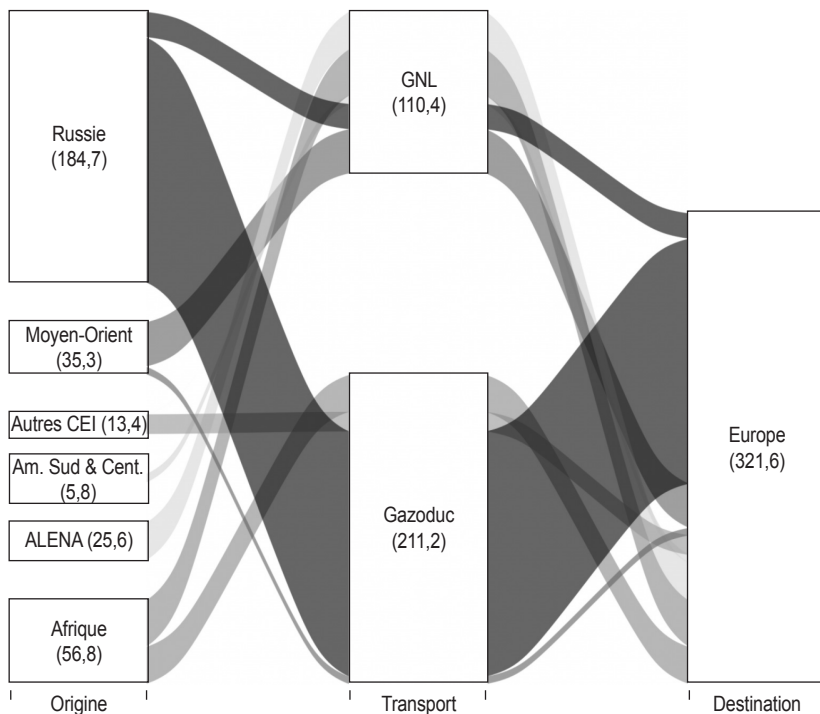 Russie
(184,7)
Moyen-Orient
(35,3)
Autres CEI (13,4)
Am. Sud & Cent.
(5,8)
ALENA (25,6)
Afrique
(56,8)
Origine
GNL
(110,4)
Gazoduc
(211,2)
Transport
Europe
(321,6)
Destination